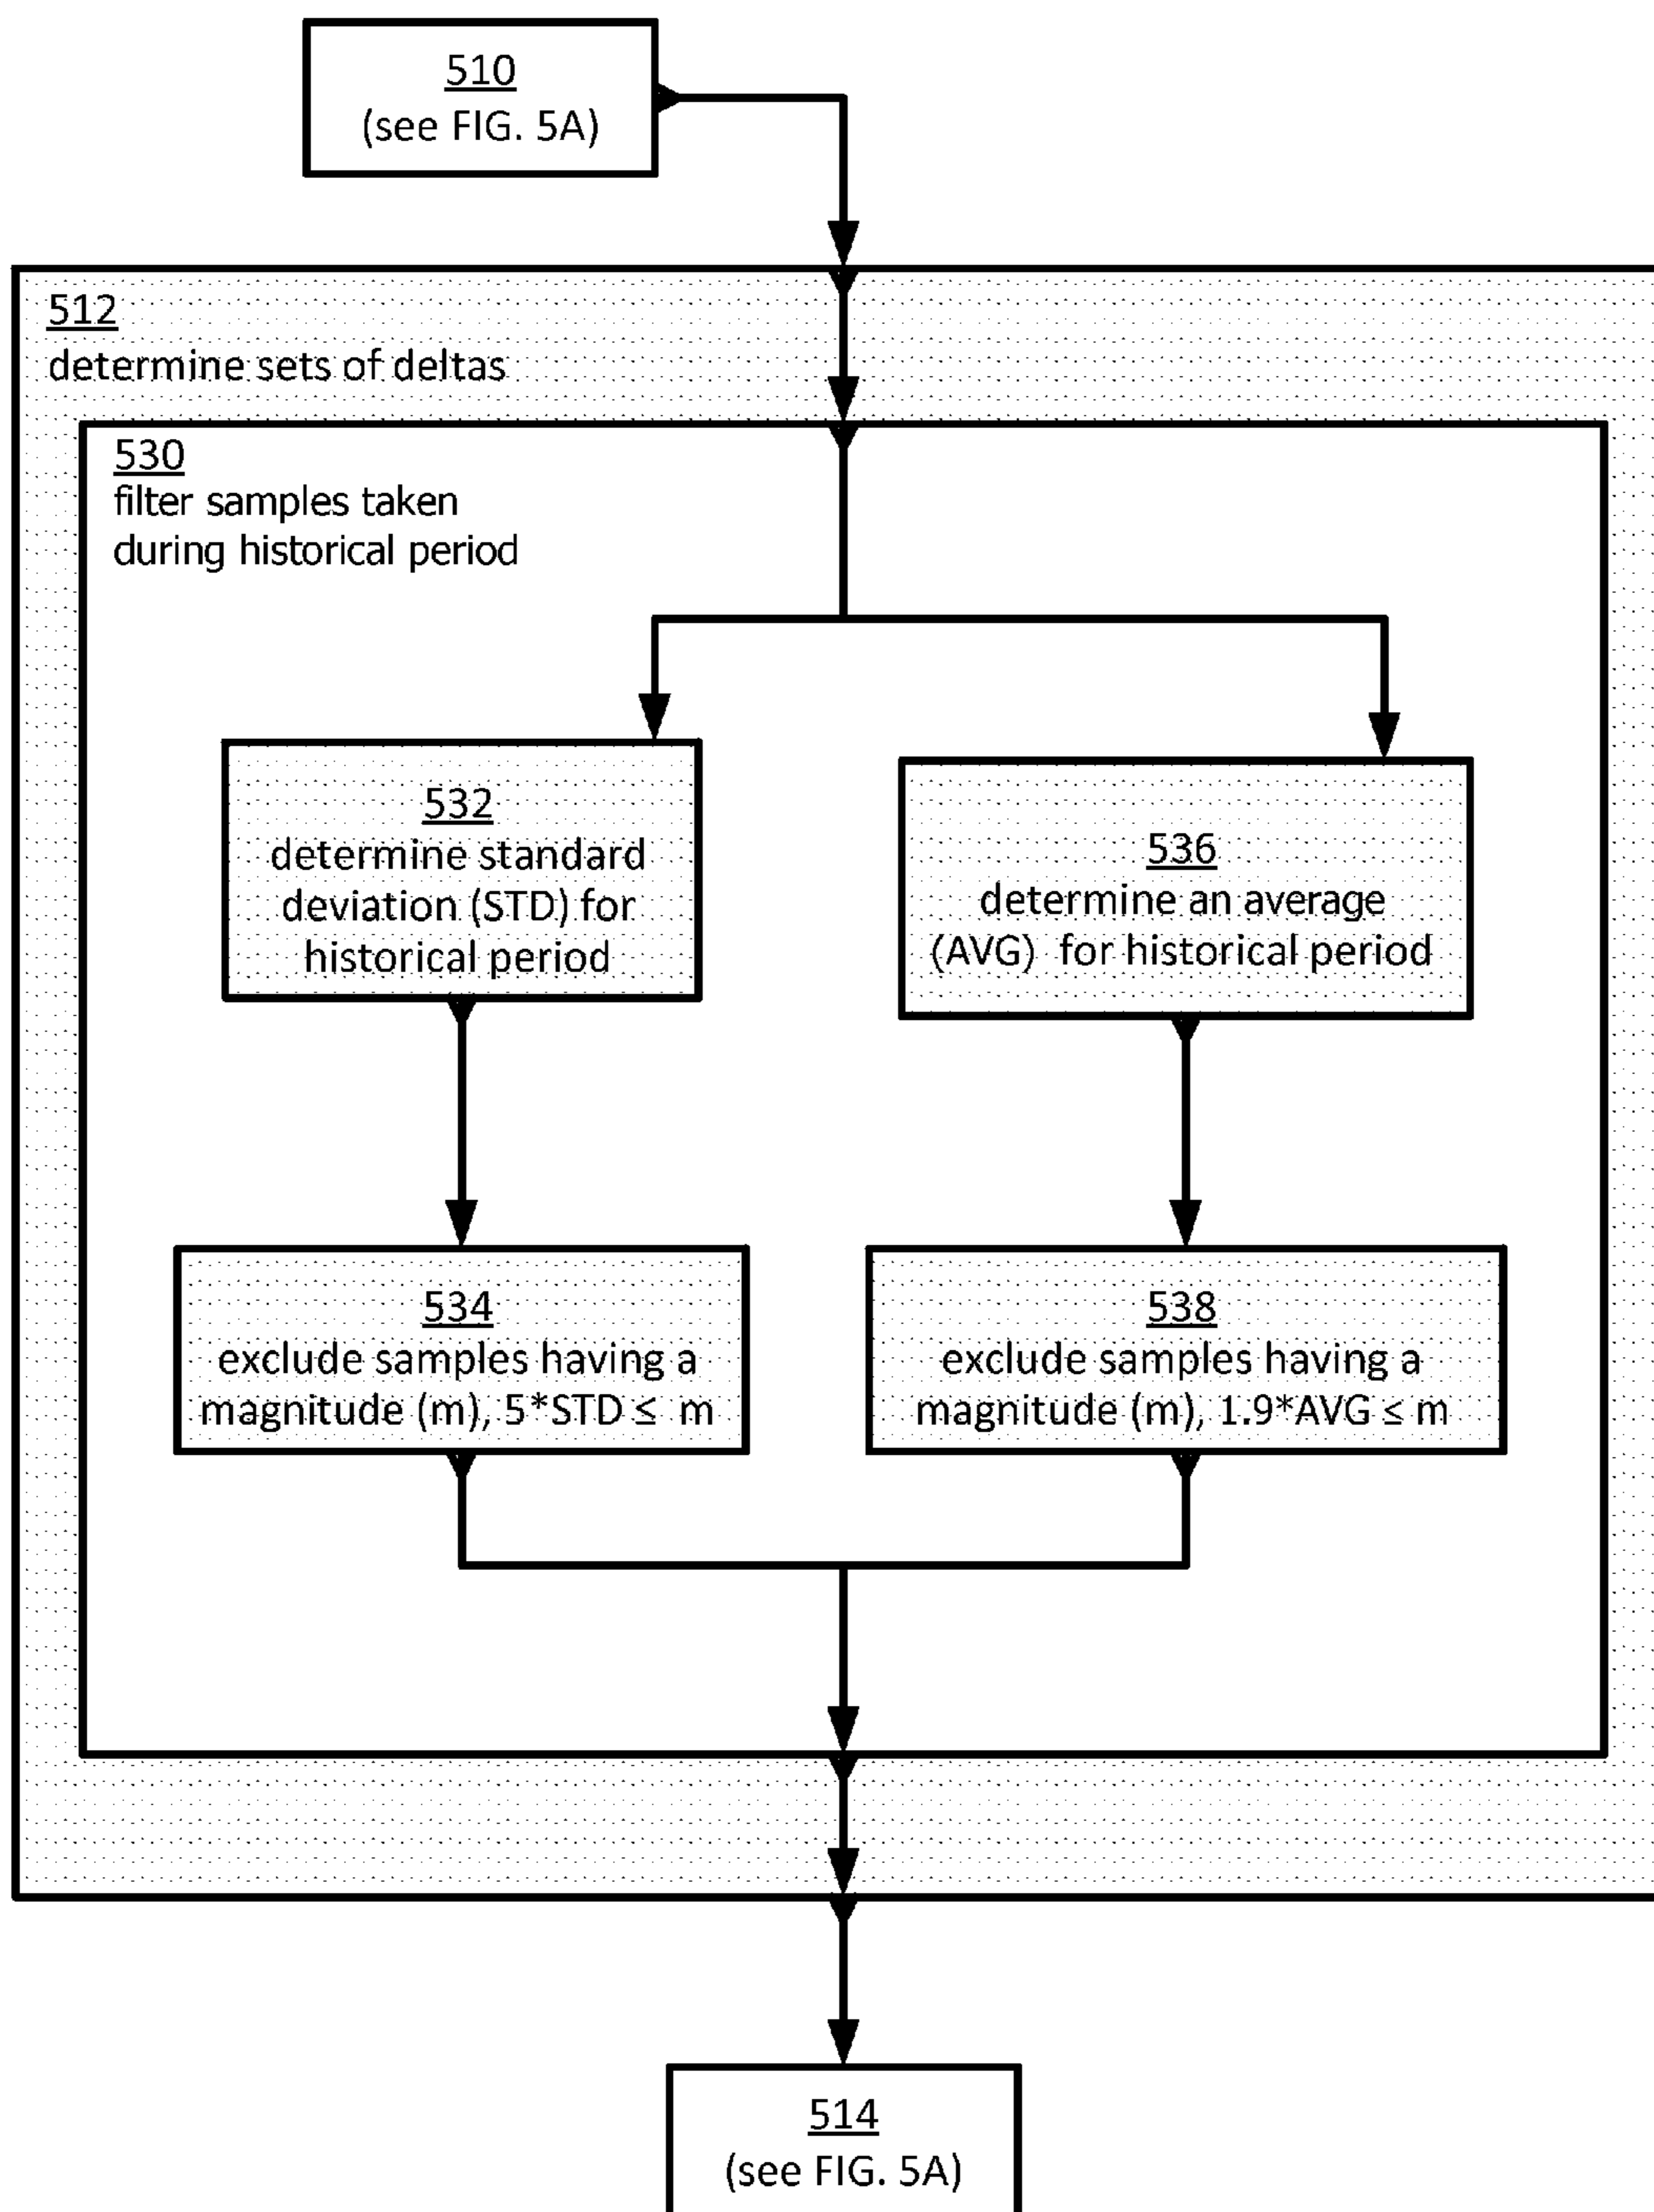 510
(see FIG. 5A)
512
determine sets of deltas
530
filter samples taken
during historical period
532
determine standard
deviation (STD) for
historical period
536
determine an average
(AVG) for historical period
534
exclude samples having a
magnitude (m), 5*STD ≤ m
538
exclude samples having a
magnitude (m), 1.9*AVG ≤ m
514
(see FIG. 5A)